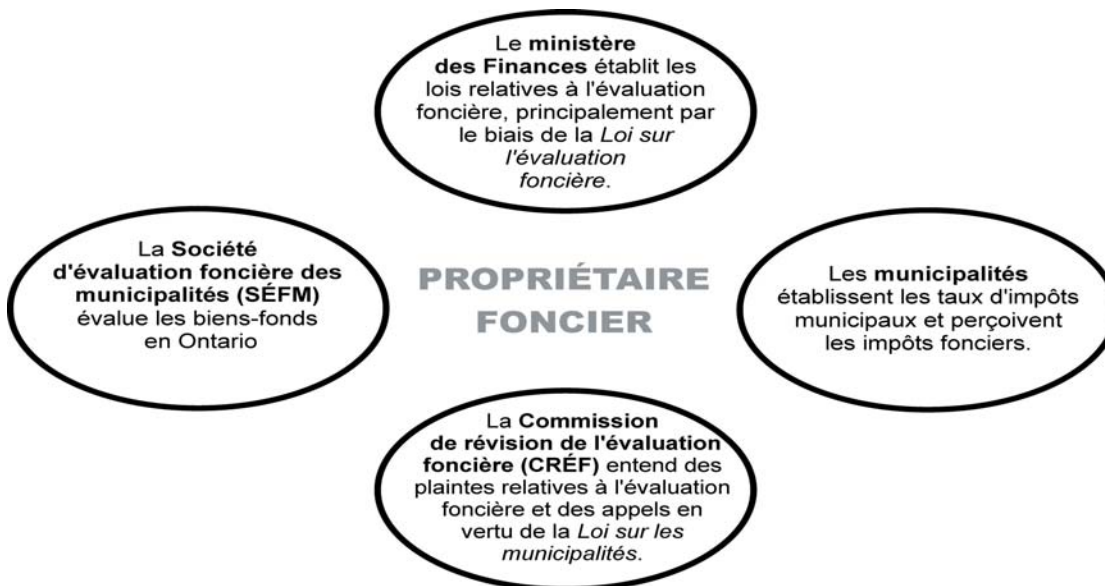 Le ministère
des Finances établit les
lois relatives à l'évaluation
foncière, principalement par
le biais de la Loi sur
l'évaluation
foncière.
La Société
d'évaluation foncière des
municipalités (SÉFM)
évalue les biens-fonds
en Ontario
PROPRIÉTAIRE
FONCIER
Les municipalités
établissent les taux d'impôts
municipaux et perçoivent
les impôts fonciers.
La Commission
de révision de l'évaluation
foncière (CRÉF) entend des
plaintes relatives à l'évaluation
foncière et des appels en
vertu de la Loi sur les
municipalités.